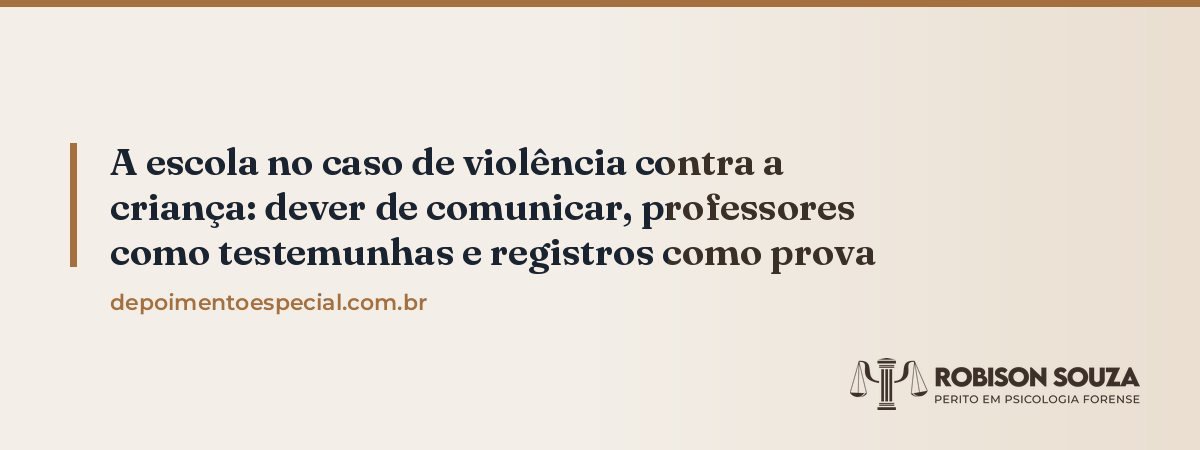 A escola no caso de violência contra a
criança: dever de comunicar, professores
como testemunhas e registros como prova
depoimentoespecial.com.br
ROBISON SOUZA
PERITO EM PSICOLOGIA FORENSE